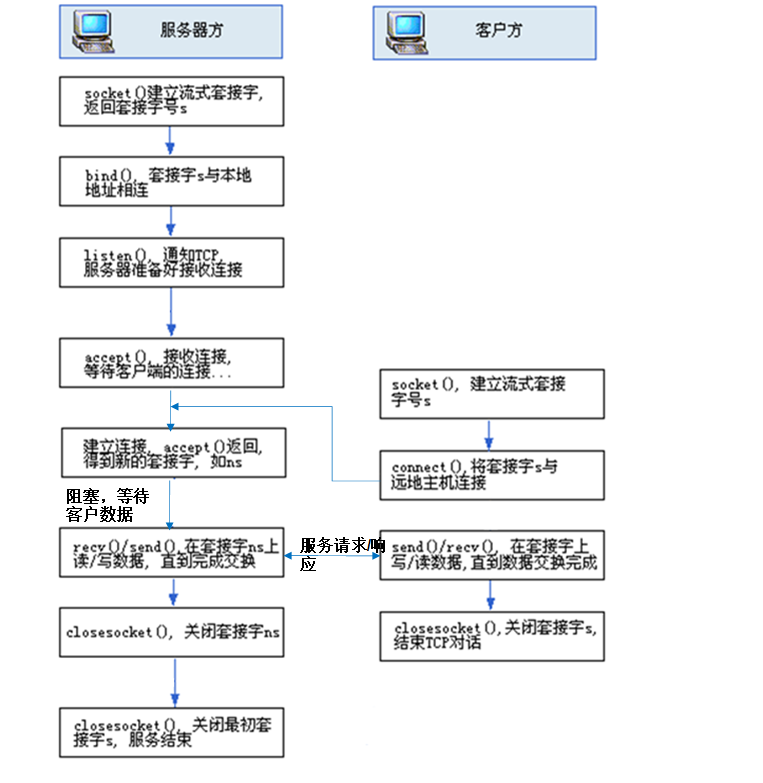 服务器方
客户方
socket()建立流式套接字,
返回套接字号s
bind(), 套接字s与本地
地址相连
listen(), 通知TCP,
服务器准备好接收连接
accept(), 接收连接,
等待客户端的连接...
建立连接, accept()返回,
得到新的套接字, 如ns
阻塞，等待
客户数据
recv()/send(),在套接字ns上
读/写数据, 直到完成交换
closesocket(), 关闭套接字ns
closesocket(), 关闭最初套
接字s, 服务结束
socket(), 建立流式套接
字号s
connect(),将套接字s与
远地主机连接
服务请求/响
应
send()/recv(), 在套接字上
写/读数据,直到数据交换完成
closesocket(),关闭套接字s,
结束TCP对话